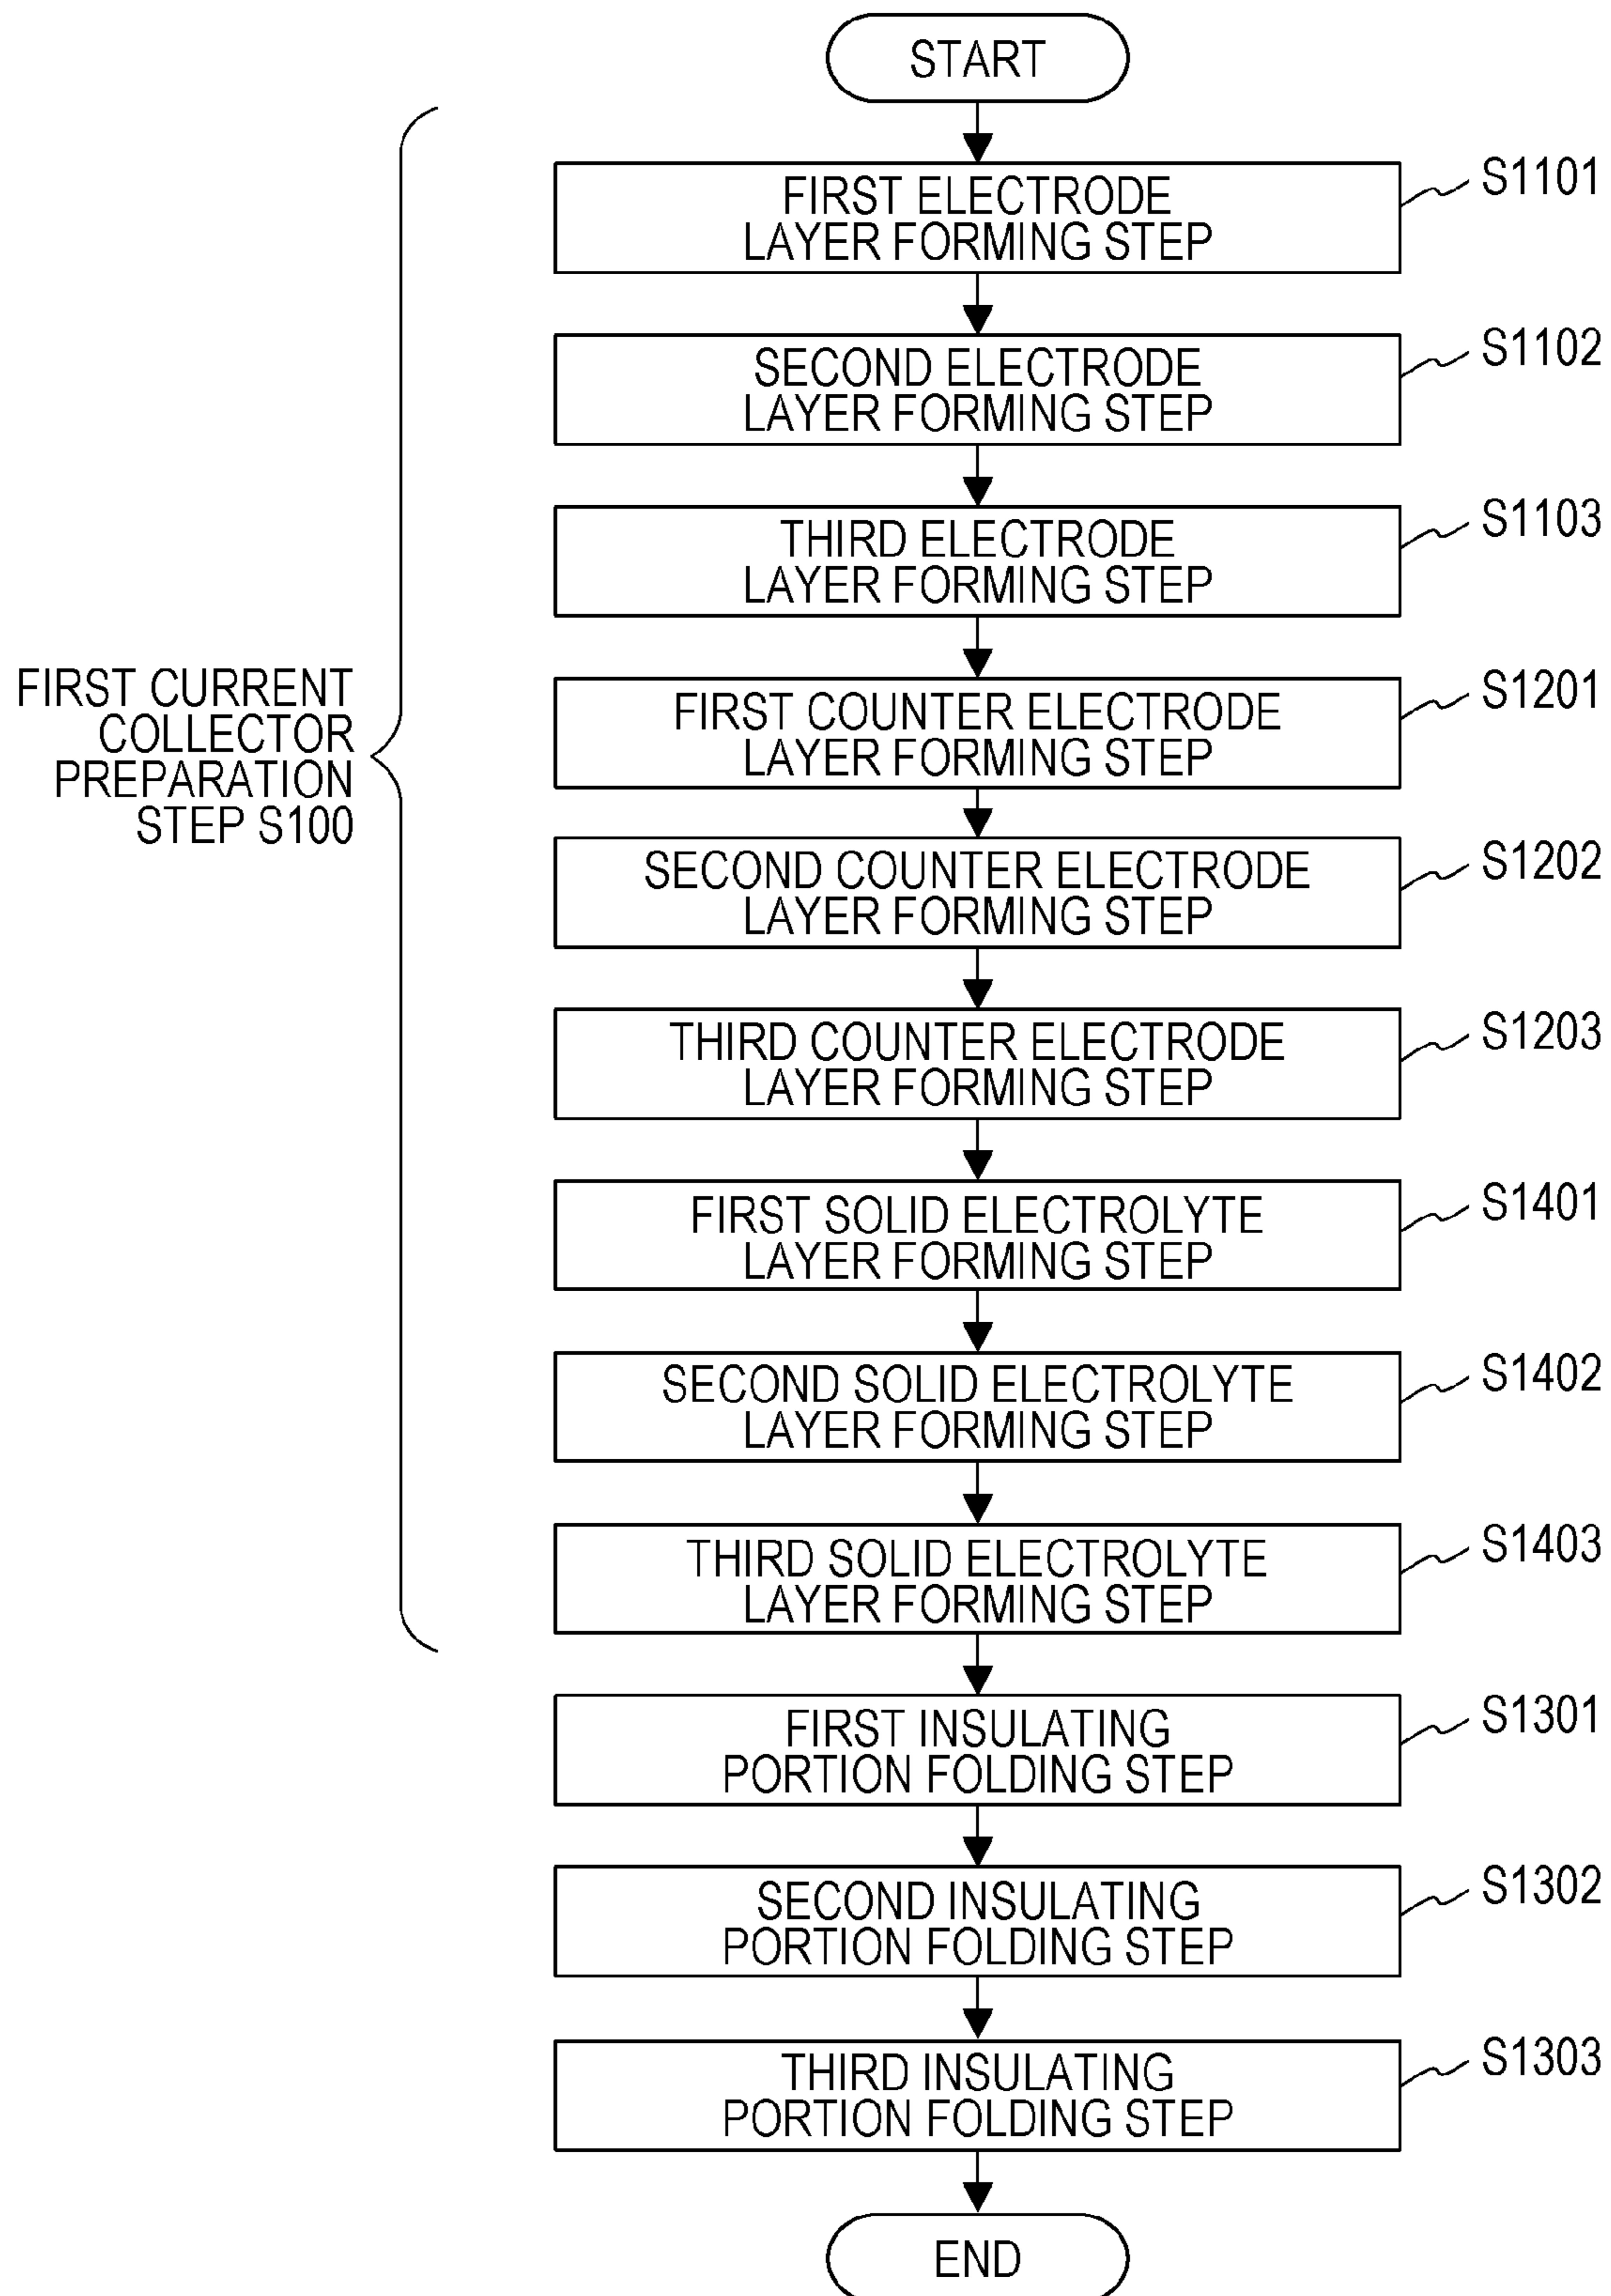 START
FIRST ELECTRODE
LAYER FORMING STEP
S1101
SECOND ELECTRODE
LAYER FORMING STEP
S1102
THIRD ELECTRODE
LAYER FORMING STEP
S1103
FIRST CURRENT
COLLECTOR
PREPARATION
STEP S100
FIRST COUNTER ELECTRODE
LAYER FORMING STEP
S1201
SECOND COUNTER ELECTRODE
LAYER FORMING STEP
S1202
THIRD COUNTER ELECTRODE
LAYER FORMING STEP
S1203
FIRST SOLID ELECTROLYTE
LAYER FORMING STEP
S1401
SECOND SOLID ELECTROLYTE
LAYER FORMING STEP
S1402
THIRD SOLID ELECTROLYTE
LAYER FORMING STEP
S1403
FIRST INSULATING
PORTION FOLDING STEP
S1301
SECOND INSULATING
PORTION FOLDING STEP
S1302
THIRD INSULATING
PORTION FOLDING STEP
S1303
END